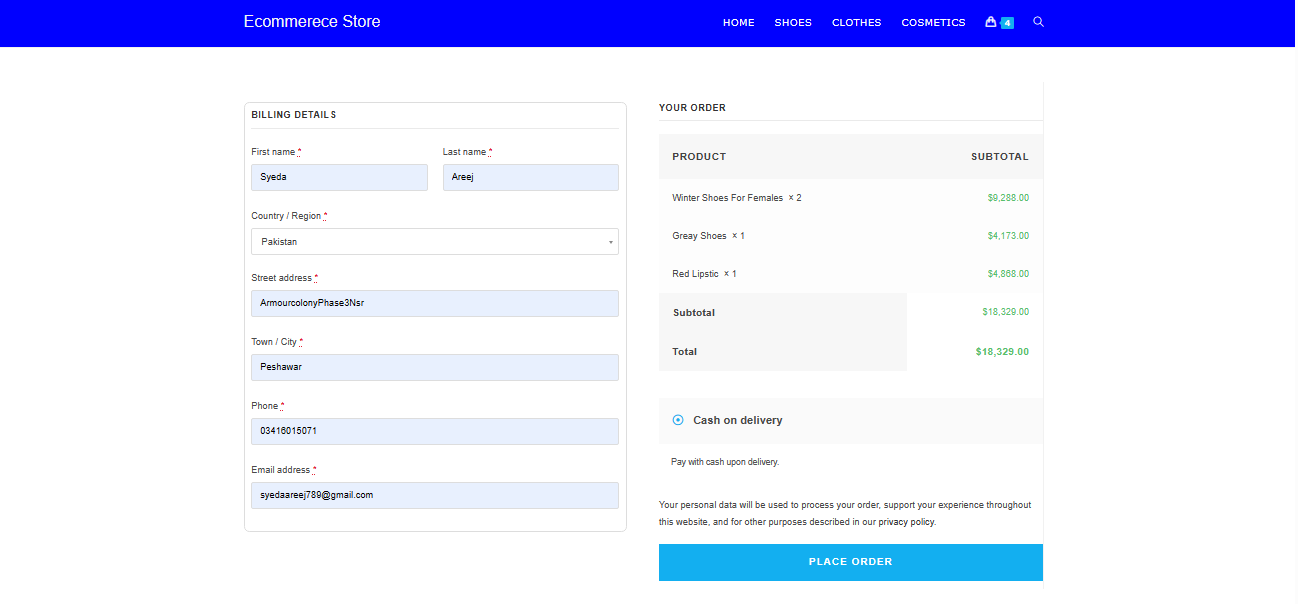 Ecommerece Store
HOME SHOES CLOTHES COSMETICS 4
BILLING DETAILS
First name *
Last name *
Syeda
Areej
Country / Region *
Pakistan
Street address *
ArmourcolonyPhase3Nsr
Town / City *
Peshawar
Phone *
03416015071
Email address *
syedaareej789@gmail.com
YOUR ORDER
PRODUCT SUBTOTAL
Winter Shoes For Females × 2 $9,288.00
Greay Shoes × 1 $4,173.00
Red Lipstic × 1 $4,868.00
Subtotal $18,329.00
Total $18,329.00
Cash on delivery
Pay with cash upon delivery.
Your personal data will be used to process your order, support your experience throughout
this website, and for other purposes described in our privacy policy.
PLACE ORDER